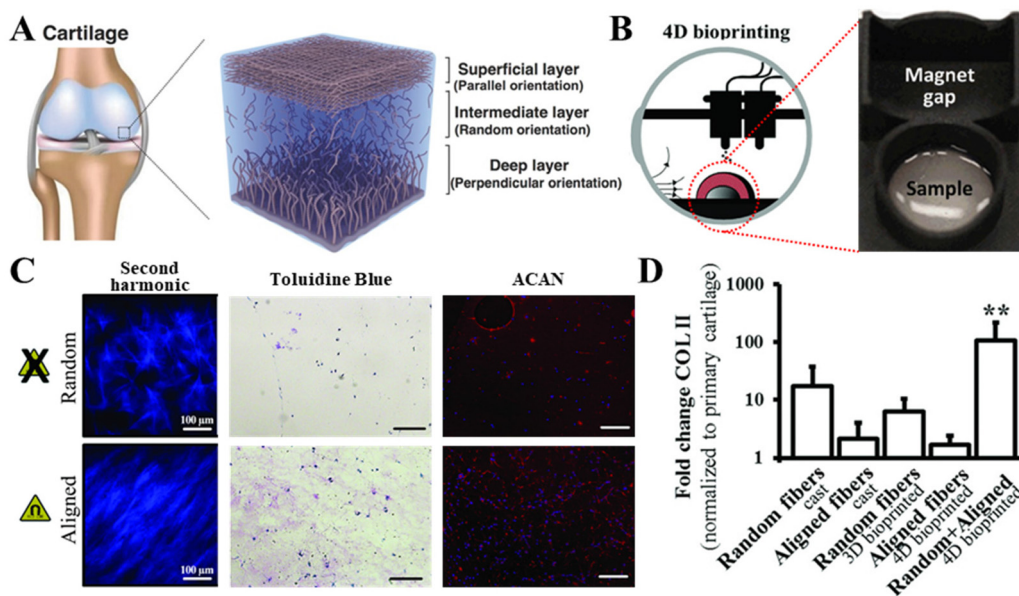 A
Cartilage
Superficial layer
(Parallel orientation)
Intermediate layer
(Random orientation)
Deep layer
(Perpendicular orientation)
B
4D bioprinting
Magnet
gap
Sample
C
Second
harmonic
Toluidine Blue
ACAN
X
Random
100 µm
Aligned
100 µm
D
Fold change COL II
(normalized to primary cartilage)
1000
100
10
1
**
Random fibers
cast
Aligned fibers
cast
Random fibers
3D bioprinted
Aligned fibers
4D bioprinted
Random+Aligned
4D bioprinted